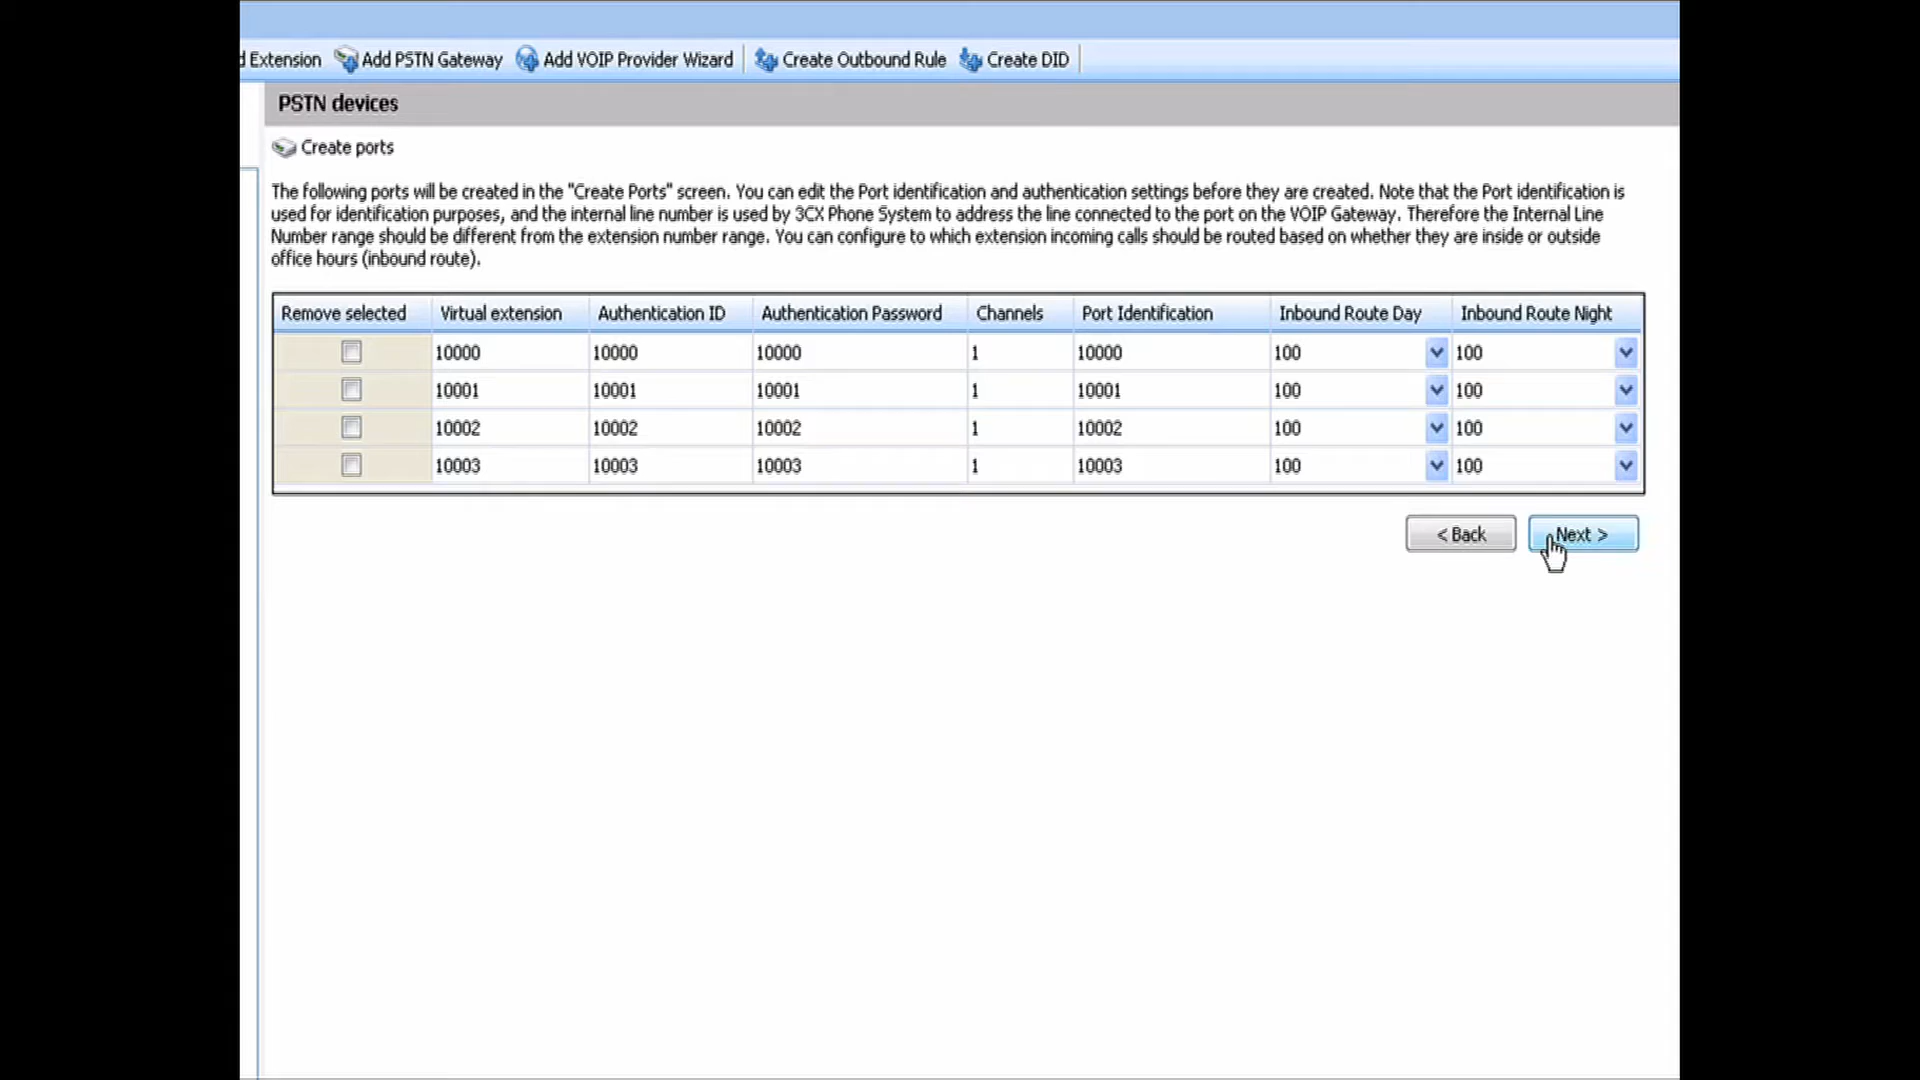 d Extension Add PSTN Gateway Add VOIP Provider Wizard Create Outbound Rule Create DID
PSTN devices
Create ports
The following ports will be created in the "Create Ports" screen. You can edit the Port identification and authentication settings before they are created. Note that the Port identification is
used for identification purposes, and the internal line number is used by 3CX Phone System to address the line connected to the port on the VOIP Gateway. Therefore the Internal Line
Number range should be different from the extension number range. You can configure to which extension incoming calls should be routed based on whether they are inside or outside
office hours (inbound route).
Remove selected Virtual extension Authentication ID Authentication Password Channels Port Identification Inbound Route Day Inbound Route Night
10000 10000 10000 1 10000 100 100
10001 10001 10001 1 10001 100 100
10002 10002 10002 1 10002 100 100
10003 10003 10003 1 10003 100 100
< Back Next >